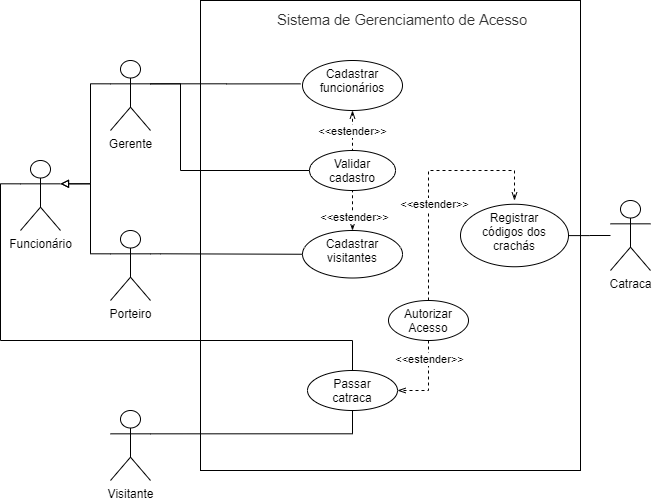 Sistema de Gerenciamento de Acesso
Cadastrar
funcionários
<<estender>>
Gerente
Validar
cadastro
<<estender>>
<<estender>>
Funcionário
Cadastrar
visitantes
Registrar
códigos dos
crachás
Catraca
Porteiro
Autorizar
Acesso
<<estender>>
Passar
catraca
Visitante